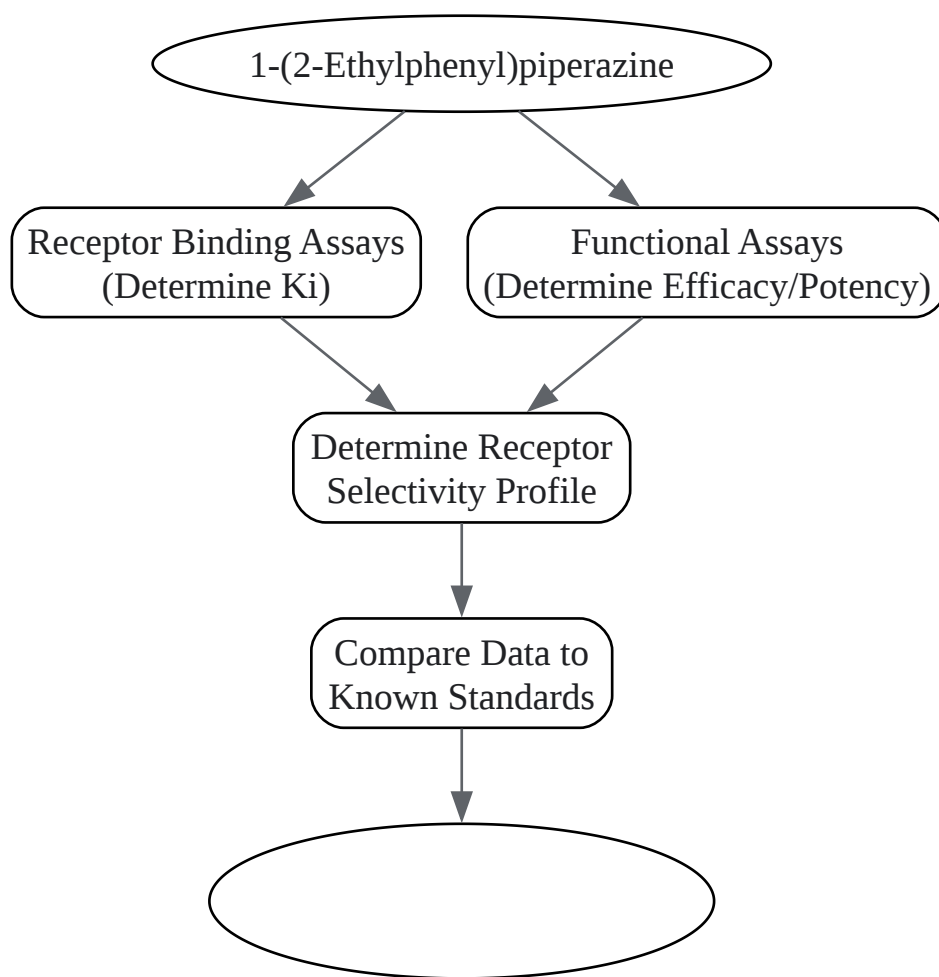 1-(2-Ethylphenyl)piperazine
Receptor Binding Assays
(Determine Ki)
Functional Assays
(Determine Efficacy/Potency)
Determine Receptor
Selectivity Profile
Compare Data to
Known Standards